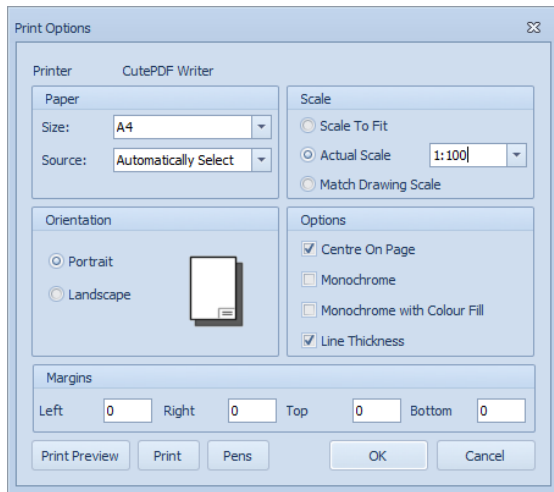 Print Options
Printer CutePDF Writer
Paper
Size: A4
Source: Automatically Select
Scale
Scale To Fit
Actual Scale 1:100
Match Drawing Scale
Orientation
Portrait
Landscape
Options
Centre On Page
Monochrome
Monochrome with Colour Fill
Line Thickness
Margins
Left 0 Right 0 Top 0 Bottom 0
Print Preview Print Pens OK Cancel